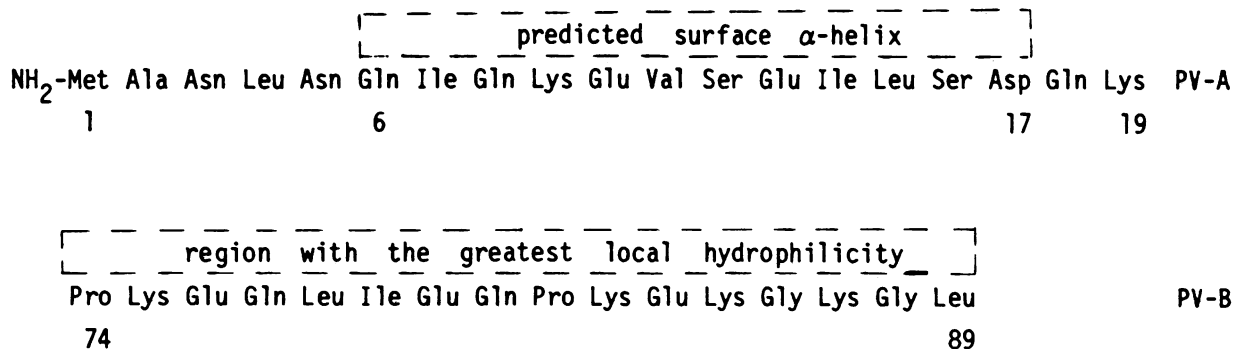 predicted surface α-helix
NH2-Met Ala Asn Leu Asn Gln Ile Gln Lys Glu Val Ser Glu Ile Leu Ser Asp Gln Lys PV-A
1 6 17 19
region with the greatest local hydrophilicity
Pro Lys Glu Gln Leu Ile Glu Gln Pro Lys Glu Lys Gly Lys Gly Leu PV-B
74 89